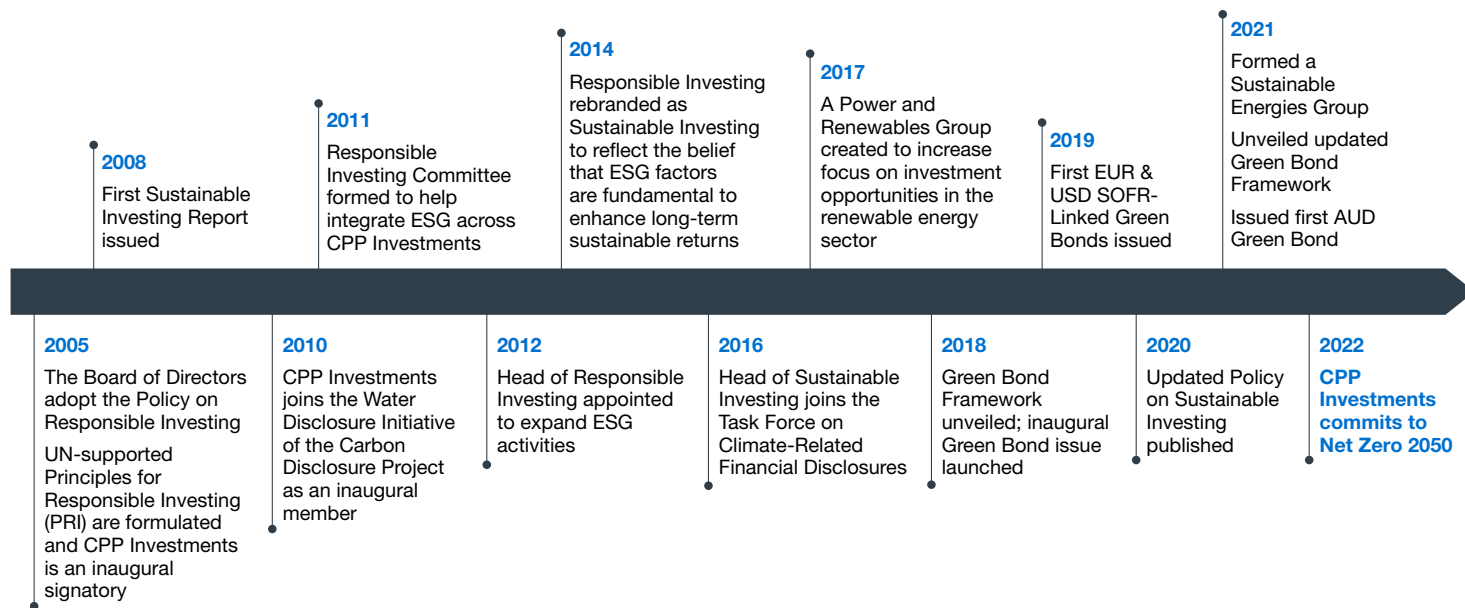 2008
First Sustainable
Investing Report
issued
2011
Responsible
Investing Committee
formed to help
integrate ESG across
CPP Investments
2014
Responsible Investing
rebranded as
Sustainable Investing
to reflect the belief
that ESG factors
are fundamental to
enhance long-term
sustainable returns
2017
A Power and
Renewables Group
created to increase
focus on investment
opportunities in the
renewable energy
sector
2019
First EUR &
USD SOFR-
Linked Green
Bonds issued
2021
Formed a
Sustainable
Energies Group
Unveiled updated
Green Bond
Framework
Issued first AUD
Green Bond
2005
The Board of Directors
adopt the Policy on
Responsible Investing
UN-supported
Principles for
Responsible Investing
(PRI) are formulated
and CPP Investments
is an inaugural
signatory
2010
CPP Investments
joins the Water
Disclosure Initiative
of the Carbon
Disclosure Project
as an inaugural
member
2012
Head of Responsible
Investing appointed
to expand ESG
activities
2016
Head of Sustainable
Investing joins the
Task Force on
Climate-Related
Financial Disclosures
2018
Green Bond
Framework
unveiled; inaugural
Green Bond issue
launched
2020
Updated Policy
on Sustainable
Investing
published
2022
CPP
Investments
commits to
Net Zero 2050